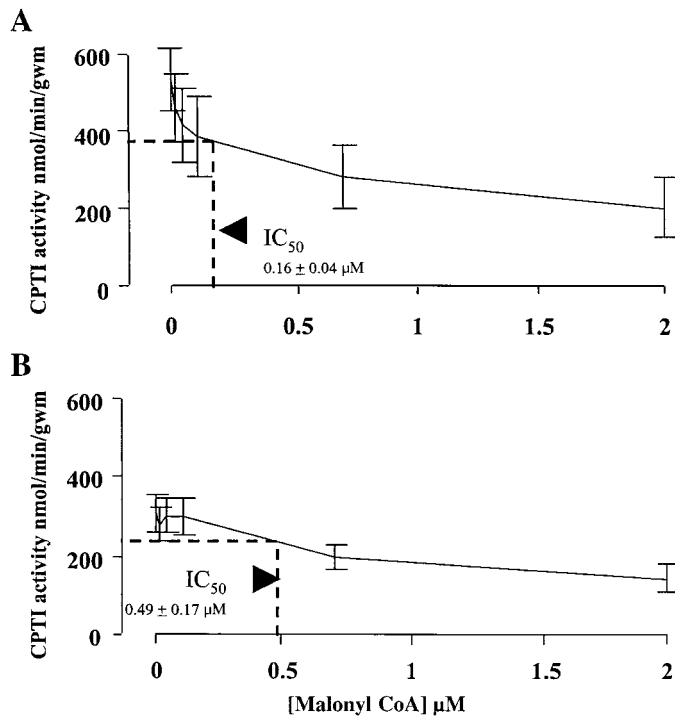 A
CPTI activity nmol/min/gwm
600
400
200
0
IC50
0.16 ± 0.04 µM
0 0.5 1 1.5 2
B
CPTI activity nmol/min/gwm
600
400
200
0
IC50
0.49 ± 0.17 µM
0 0.5 1 1.5 2
[Malonyl CoA] µM